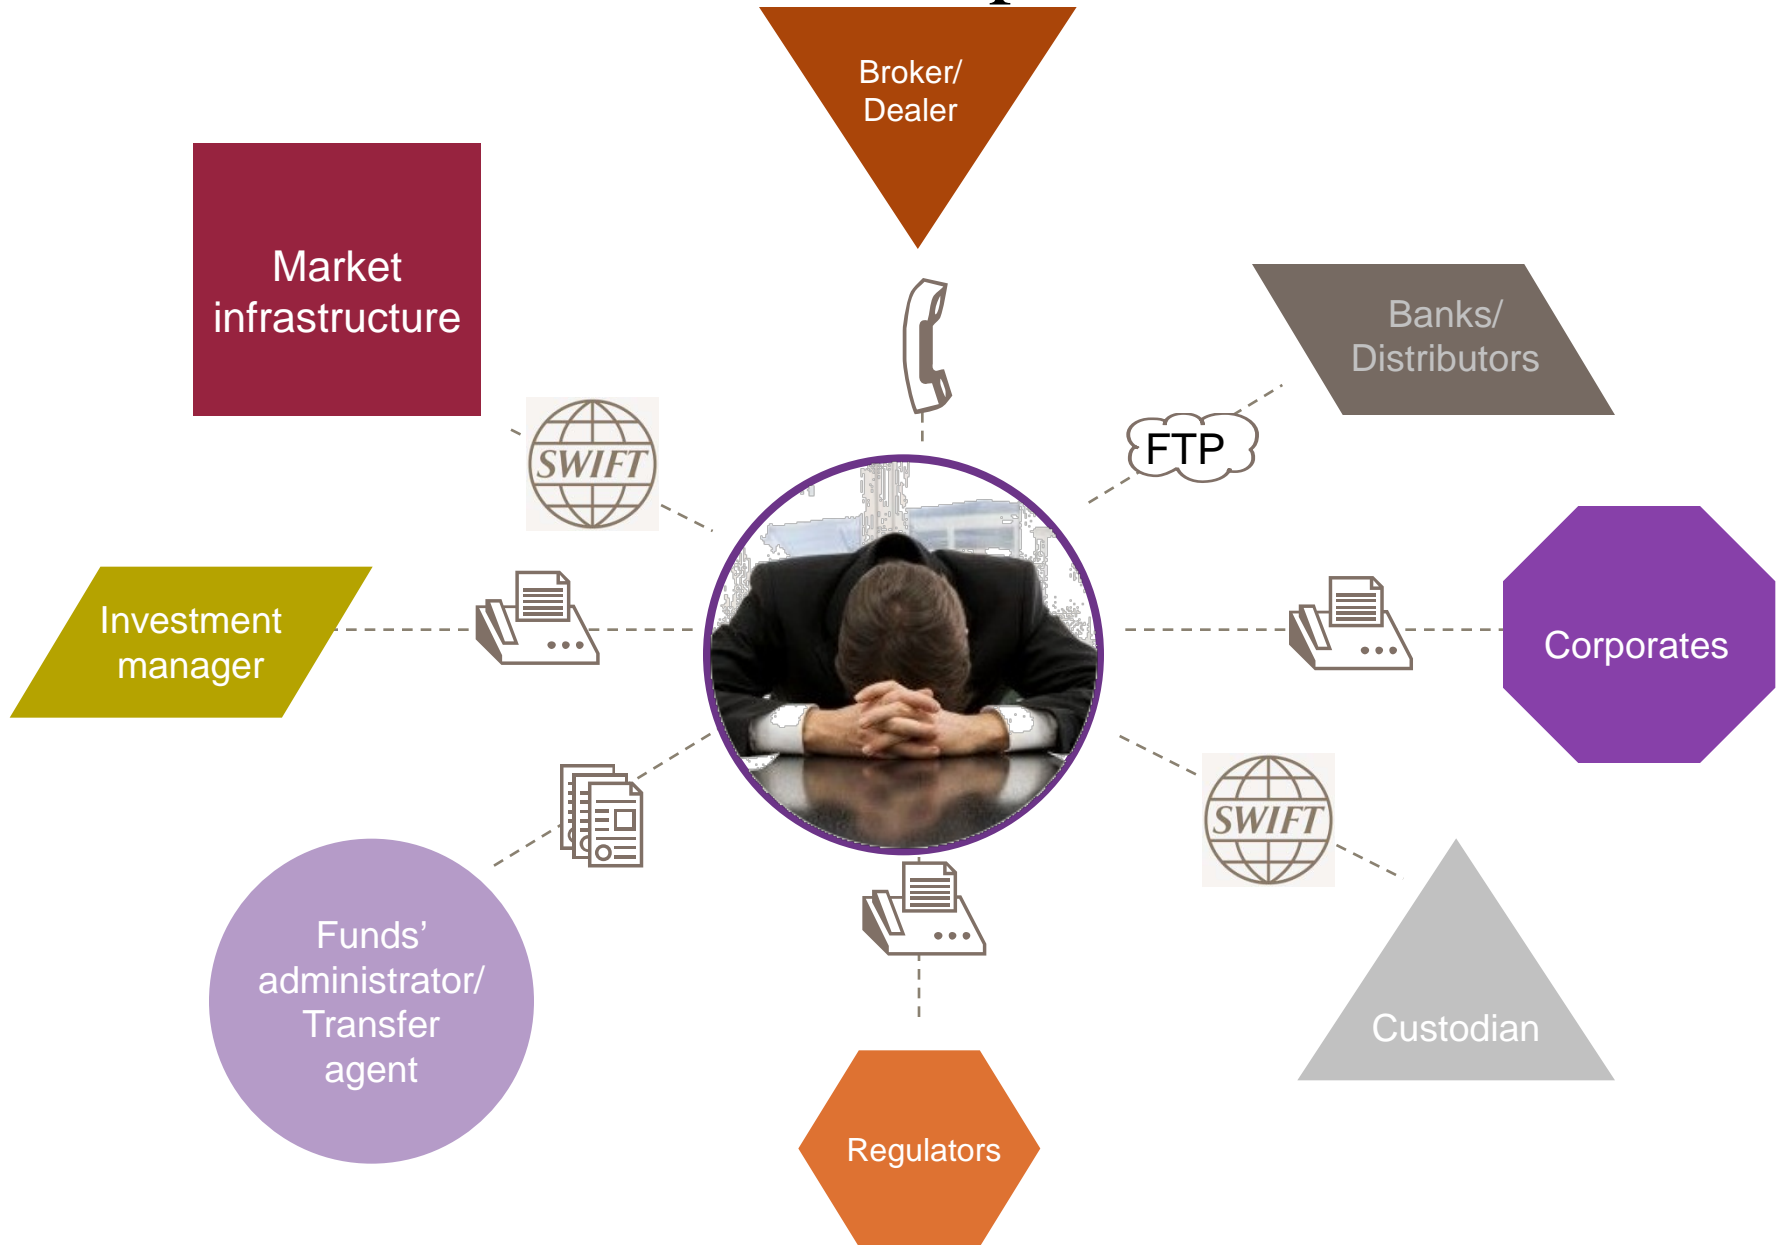 Broker/
Dealer
Market
infrastructure
Banks/
Distributors
FTP
SWIFT
Investment
manager
Corporates
SWIFT
Funds’
administrator/
Transfer
agent
Custodian
Regulators